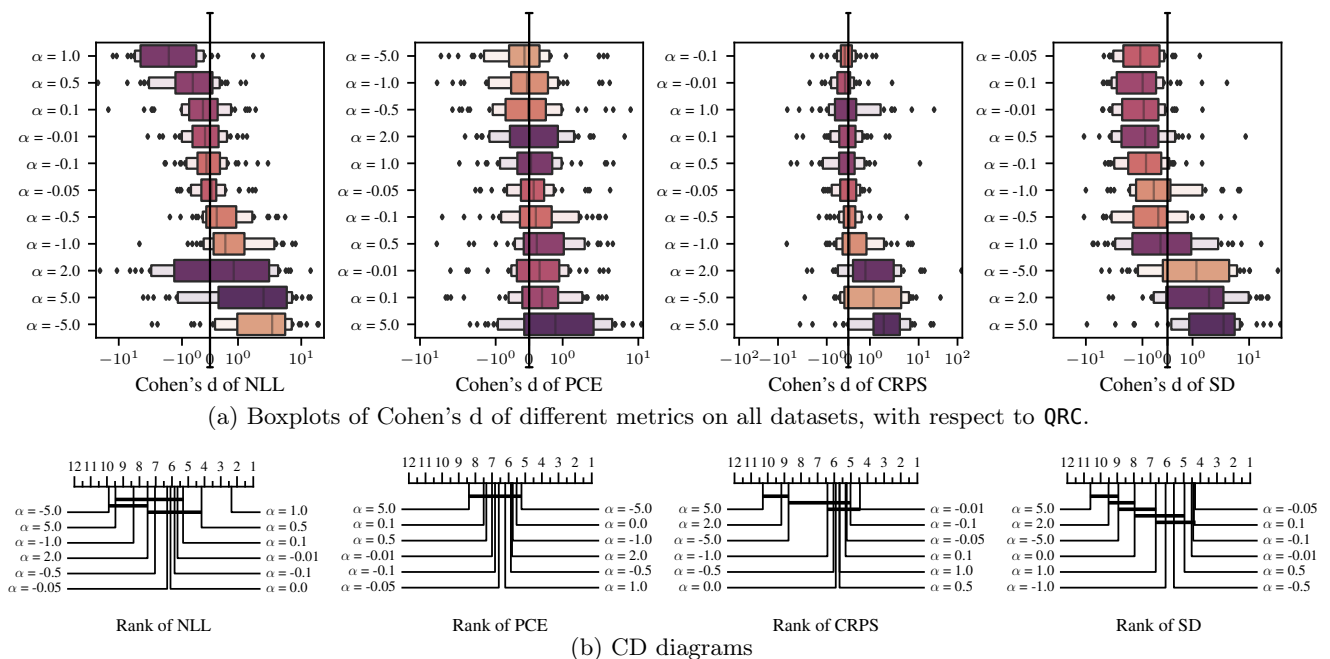 (a)
α = 1.0
α = 0.5
α = 0.1
α = -0.01
α = -0.1
α = -0.05
α = -0.5
α = -1.0
α = 2.0
α = 5.0
α = -5.0
−10¹ −10⁰ 0 10⁰ 10¹
Cohen's d of NLL
α = -5.0
α = -1.0
α = -0.5
α = 2.0
α = 1.0
α = -0.05
α = -0.1
α = 0.5
α = -0.01
α = 0.1
α = 5.0
−10¹ −10⁰ 0 10⁰ 10¹
Cohen's d of PCE
α = -0.1
α = -0.01
α = 1.0
α = 0.1
α = 0.5
α = -0.05
α = -0.5
α = -1.0
α = 2.0
α = -5.0
α = 5.0
−10² −10¹ −10⁰ 0 10⁰ 10¹ 10²
Cohen's d of CRPS
α = -0.05
α = 0.1
α = -0.01
α = 0.5
α = -0.1
α = -1.0
α = -0.5
α = 1.0
α = -5.0
α = 2.0
α = 5.0
−10¹ −10⁰ 0 10⁰ 10¹
Cohen's d of SD
(a) Boxplots of Cohen's d of different metrics on all datasets, with respect to QRC.
(b)
12 11 10 9 8 7 6 5 4 3 2 1
α = -5.0 α = 1.0
α = 5.0 α = 0.5
α = -1.0 α = 0.1
α = 2.0 α = -0.01
α = -0.5 α = -0.1
α = -0.05 α = 0.0
Rank of NLL
12 11 10 9 8 7 6 5 4 3 2 1
α = 5.0 α = -5.0
α = 0.1 α = 0.0
α = 0.5 α = -1.0
α = -0.01 α = 2.0
α = -0.1 α = -0.5
α = -0.05 α = 1.0
Rank of PCE
12 11 10 9 8 7 6 5 4 3 2 1
α = 5.0 α = -0.01
α = 2.0 α = -0.1
α = -5.0 α = -0.05
α = -1.0 α = 0.1
α = -0.5 α = 1.0
α = 0.0 α = 0.5
Rank of CRPS
12 11 10 9 8 7 6 5 4 3 2 1
α = 5.0 α = -0.05
α = 2.0 α = 0.1
α = -5.0 α = -0.1
α = 0.0 α = -0.01
α = 1.0 α = 0.5
α = -1.0 α = -0.5
Rank of SD
(b) CD diagrams